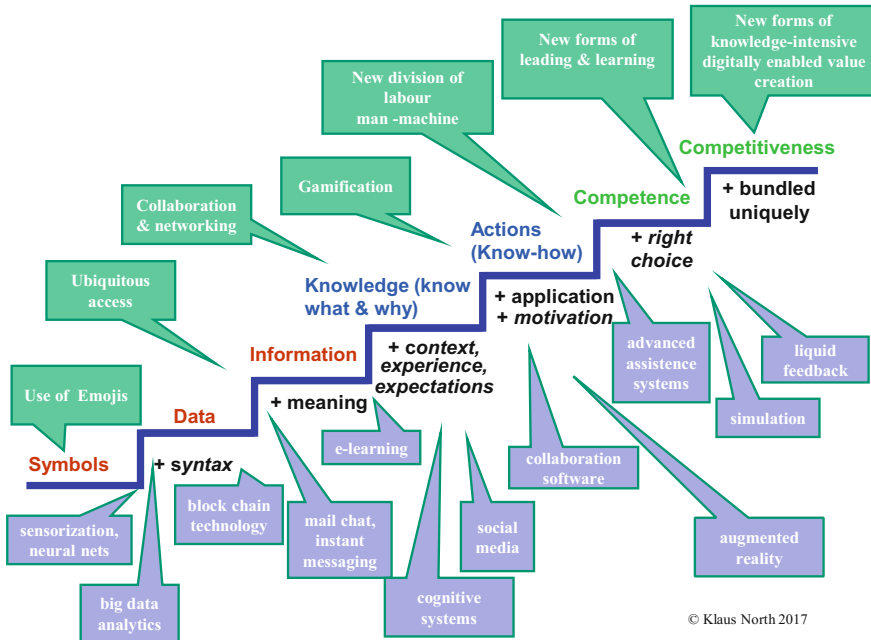 New forms of
leading & learning
New forms of
knowledge-intensive
digitally enabled value
creation
New division of
labour
man -machine
Gamification
Collaboration
& networking
Ubiquitous
access
Use of Emojis
Competitiveness
+ bundled
uniquely
Competence
+ right
choice
Actions
(Know-how)
+ application
+ motivation
Knowledge (know
what & why)
+ context,
experience,
expectations
Information
+ meaning
Data
+ syntax
Symbols
sensorization,
neural nets
big data
analytics
block chain
technology
mail chat,
instant
messaging
e-learning
cognitive
systems
social
media
collaboration
software
advanced
assistence
systems
augmented
reality
simulation
liquid
feedback
© Klaus North 2017